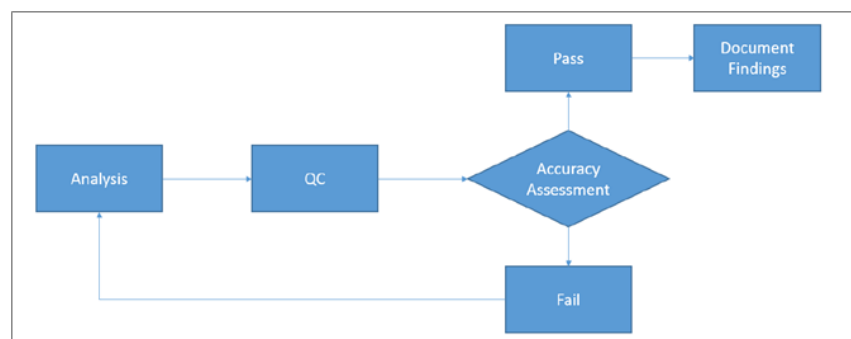 Pass
Document
Findings
Analysis
QC
Accuracy
Assessment
Fail